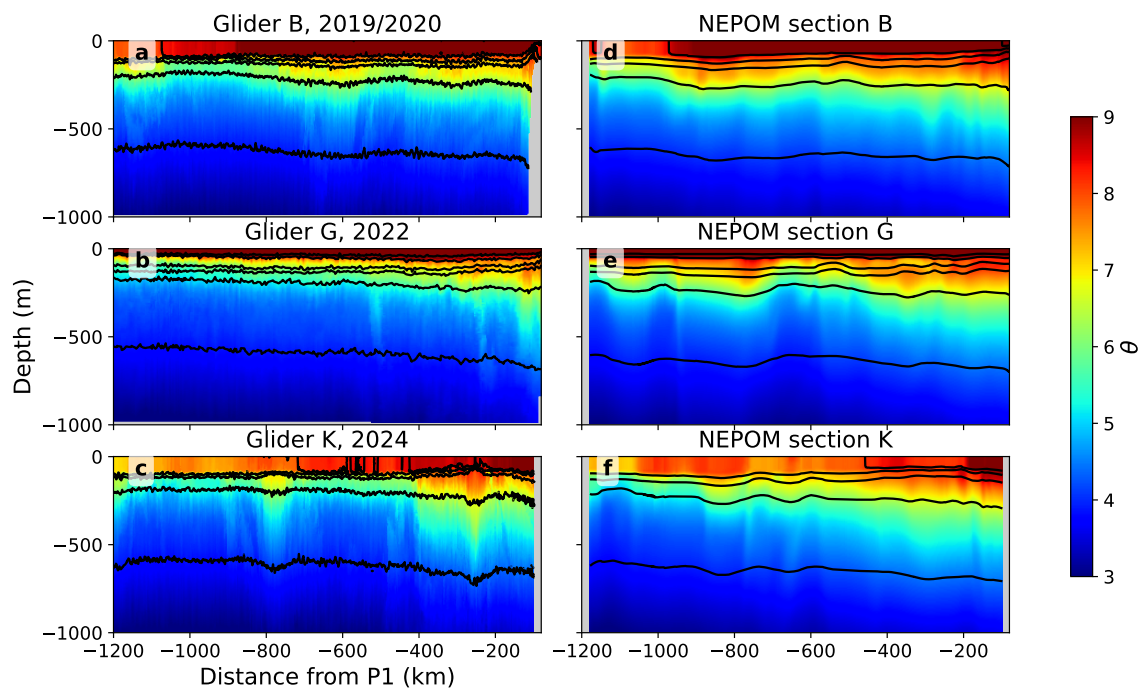 Glider B, 2019/2020
NEPOM section B
a
d
0
−500
−1000
Glider G, 2022
NEPOM section G
b
e
0
−500
−1000
Glider K, 2024
NEPOM section K
c
f
0
−500
−1000
Depth (m)
−1200 −1000 −800 −600 −400 −200
−1200 −1000 −800 −600 −400 −200
Distance from P1 (km)
9
8
7
6
5
4
3
θ